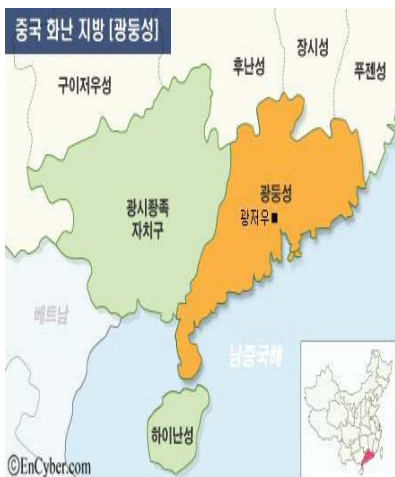 중국 화난 지방 [광둥성]
구이저우성
후난성
장시성
푸젠성
광시좡족
자치구
광둥성
광저우
베트남
남중국해
하이난성
©EnCyber.com